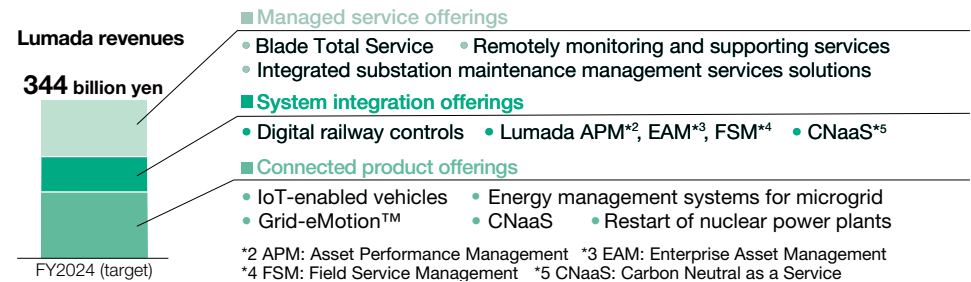 Lumada revenues
344 billion yen
FY2024 (target)
■ Managed service offerings
• Blade Total Service • Remotely monitoring and supporting services
• Integrated substation maintenance management services solutions
■ System integration offerings
• Digital railway controls • Lumada APM*2, EAM*3, FSM*4 • CNaaS*5
■ Connected product offerings
• IoT-enabled vehicles • Energy management systems for microgrid
• Grid-eMotion™ • CNaaS • Restart of nuclear power plants
*2 APM: Asset Performance Management *3 EAM: Enterprise Asset Management
*4 FSM: Field Service Management *5 CNaaS: Carbon Neutral as a Service